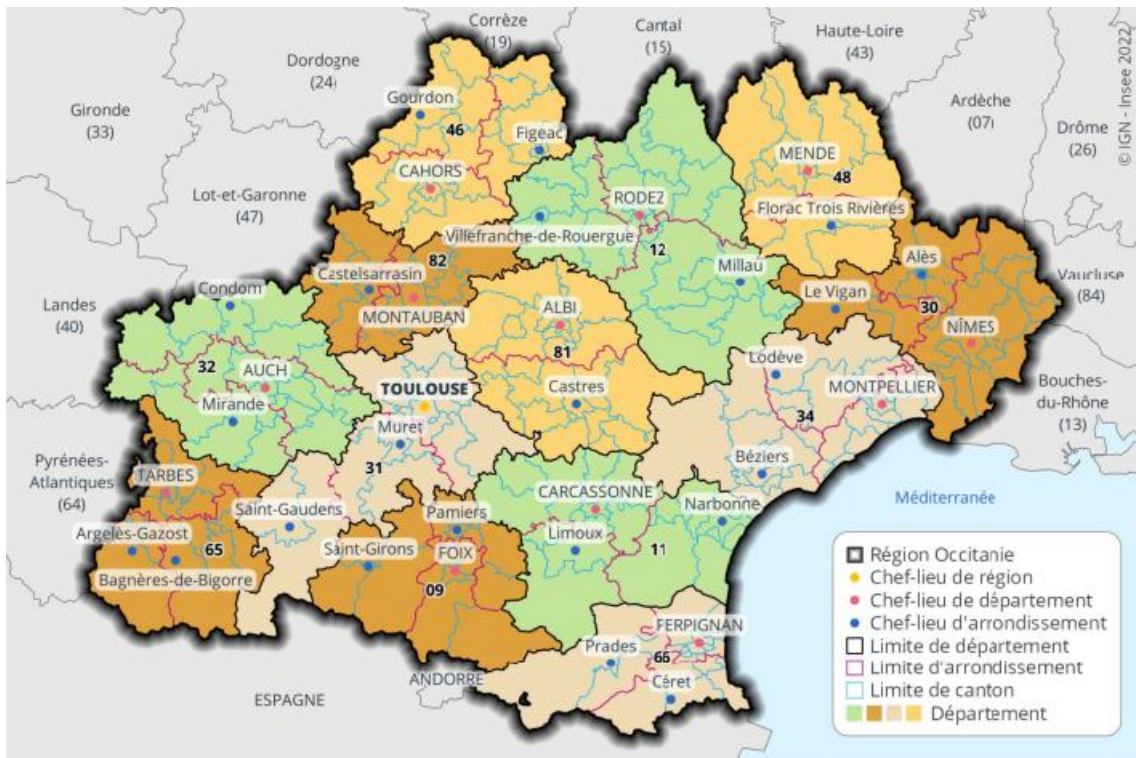 Corrèze
(19)
Cantal
(15)
Haute-Loire
(43)
© IGN - Insee 2022
Dordogne
(24)
Gironde
(33)
Ardèche
(07)
Drôme
(26)
Gourdon
46
Figeac
CAHORS
MENDE
48
Lot-et-Garonne
(47)
RODEZ
Florac Trois Rivières
Villefranche-de-Rouergue
12
82
Castelsarrasin
Millau
Alès
Vaucluse
(84)
Landes
(40)
Condom
MONTAUBAN
ALBI
81
Le Vigan
30
NÎMES
32
AUCH
Mirande
TOULOUSE
Castres
Lodève
MONTPELLIER
34
Bouches-
du-Rhône
(13)
Muret
31
Béziers
Pyrénées-
Atlantiques
(64)
TARBES
Saint-Gaudens
Pamiers
CARCASSONNE
Narbonne
Méditerranée
Argelès-Gazost
65
Bagnères-de-Bigorre
Saint-Girons
FOIX
09
Limoux
11
FERPIGNAN
Prades
66
Céret
ANDORRE
ESPAGNE
Région Occitanie
Chef-lieu de région
Chef-lieu de département
Chef-lieu d'arrondissement
Limite de département
Limite d'arrondissement
Limite de canton
Département